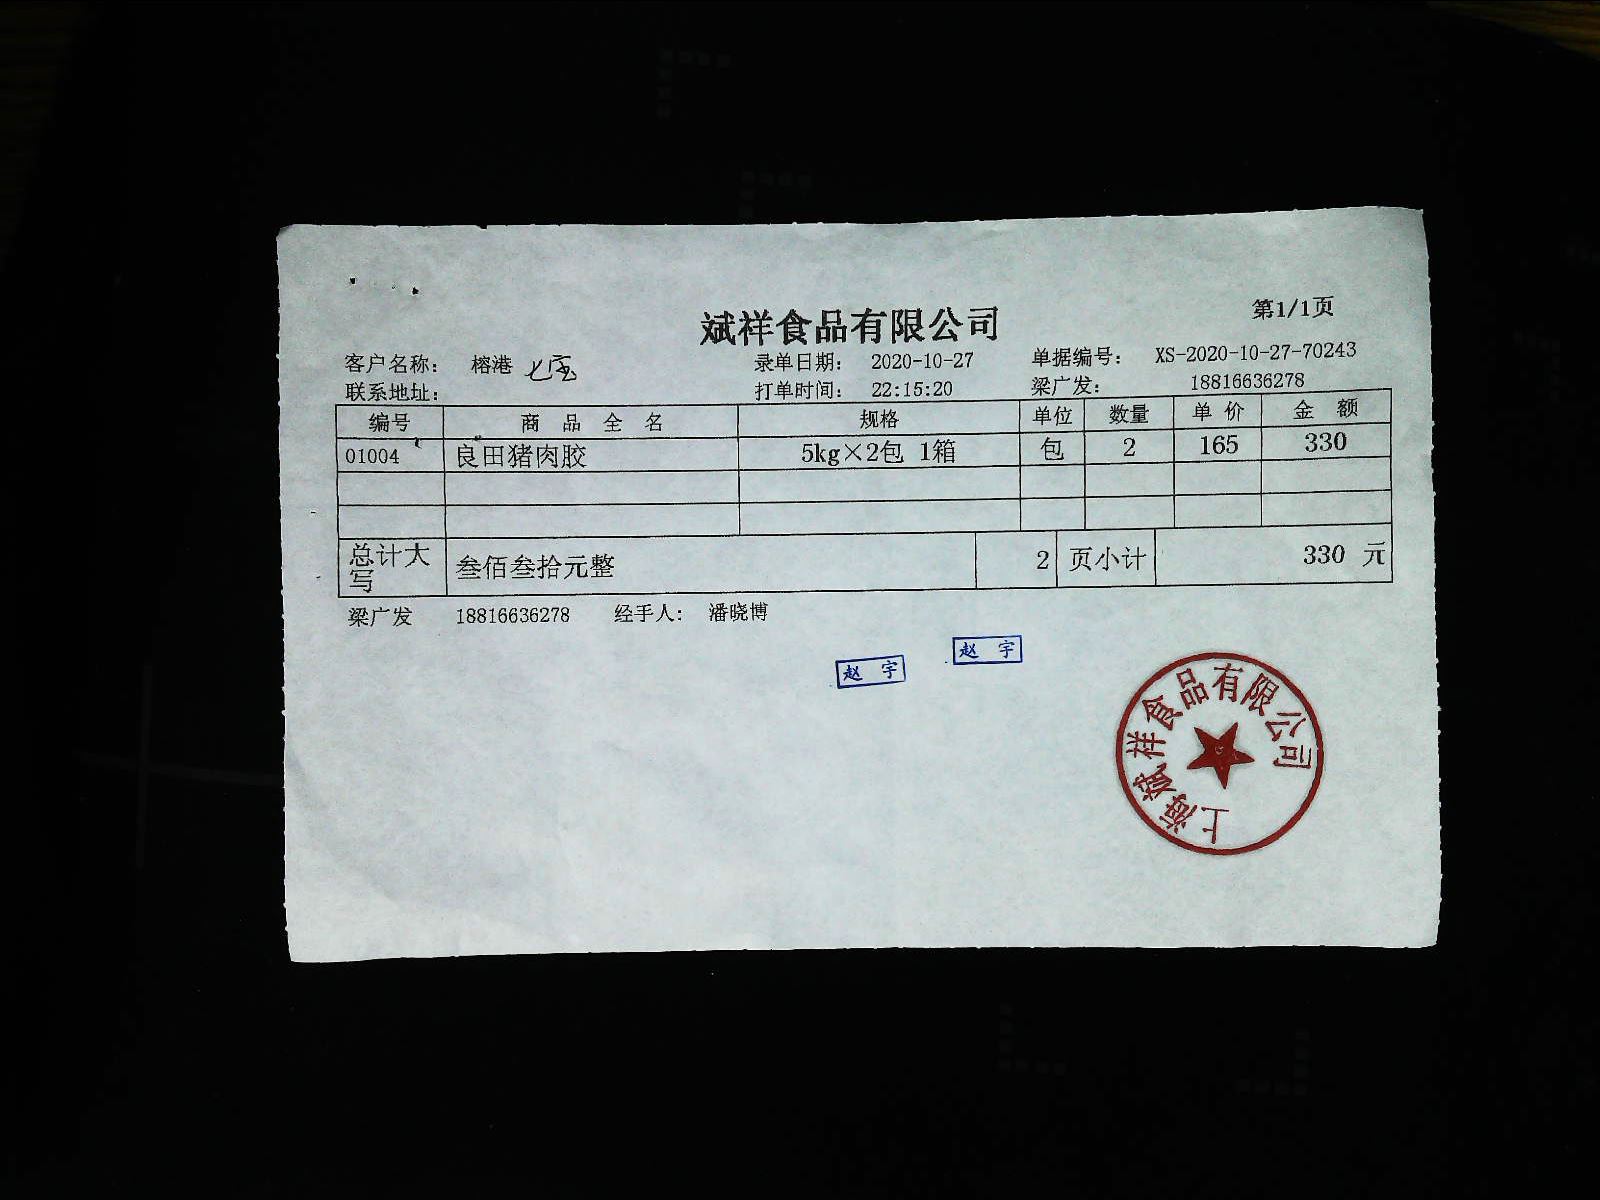 斌祥食品有限公司
第1/1页
客户名称： 榕港 七宝 录单日期： 2020-10-27 单据编号： XS-2020-10-27-70243
联系地址： 打单时间： 22:15:20 梁广发： 18816636278
编号 商品全名 规格 单位 数量 单价 金额
01004 良田猪肉胶 5kg×2包 1箱 包 2 165 330
总计大写 叁佰叁拾元整 2 页小计 330 元
梁广发 18816636278 经手人： 潘晓博
赵宇
赵宇
上海斌祥食品有限公司